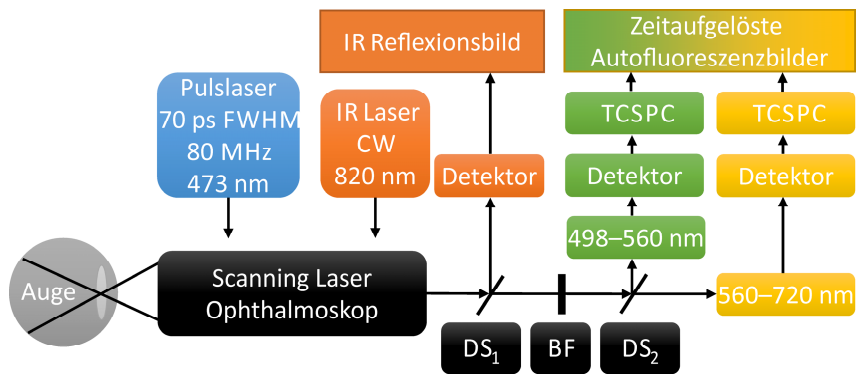 IR Reflexionsbild
Zeitaufgelöste
Autofluoreszenzbilder
Pulslaser
70 ps FWHM
80 MHz
473 nm
IR Laser
CW
820 nm
Detektor
TCSPC
Detektor
498–560 nm
TCSPC
Detektor
560–720 nm
Auge
Scanning Laser
Ophthalmoskop
DS₁
BF
DS₂